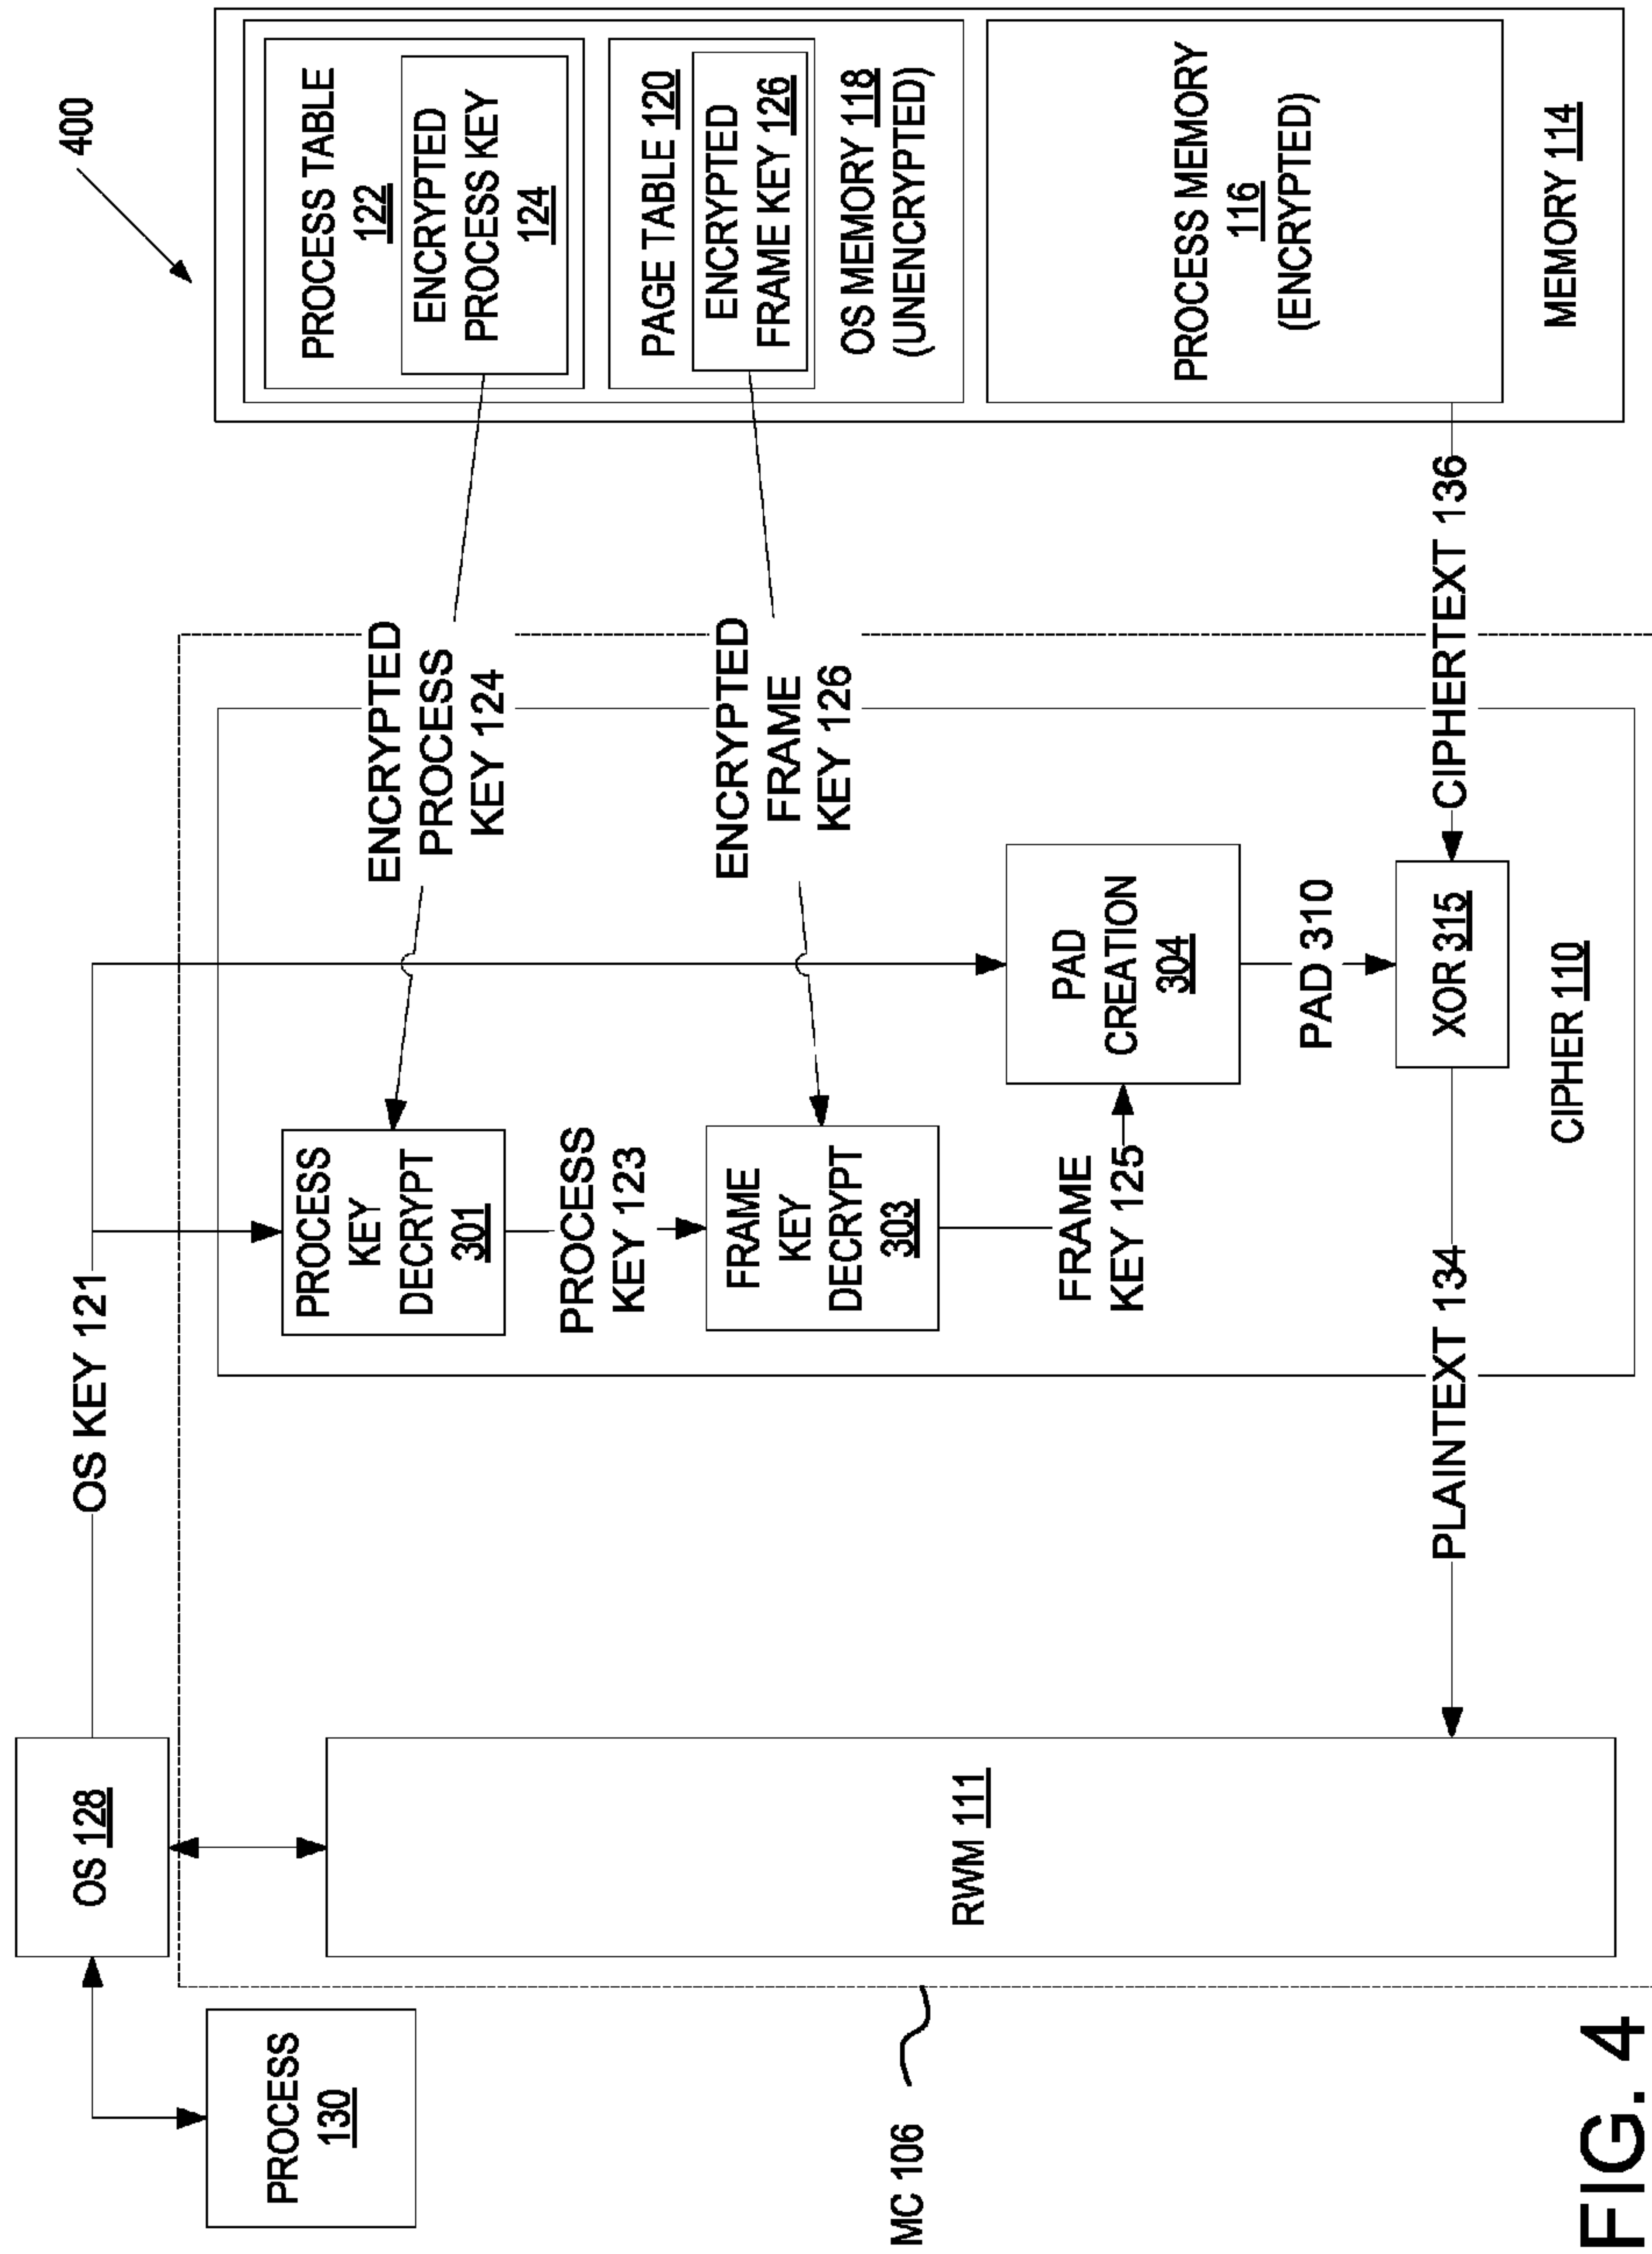 400
PROCESS
130
OS 128
OS KEY 121
MC 106
RWM 111
PROCESS
KEY
DECRYPT
301
PROCESS
KEY 123
FRAME
KEY
DECRYPT
303
FRAME
KEY 125
PAD
CREATION
304
PAD 310
XOR 315
PLAINTEXT 134
CIPHERTEXT 136
CIPHER 110
ENCRYPTED
PROCESS
KEY 124
ENCRYPTED
FRAME
KEY 126
PROCESS TABLE
122
ENCRYPTED
PROCESS KEY
124
PAGE TABLE 120
ENCRYPTED
FRAME KEY 126
OS MEMORY 118
(UNENCRYPTED)
PROCESS MEMORY
116
(ENCRYPTED)
MEMORY 114
FIG. 4